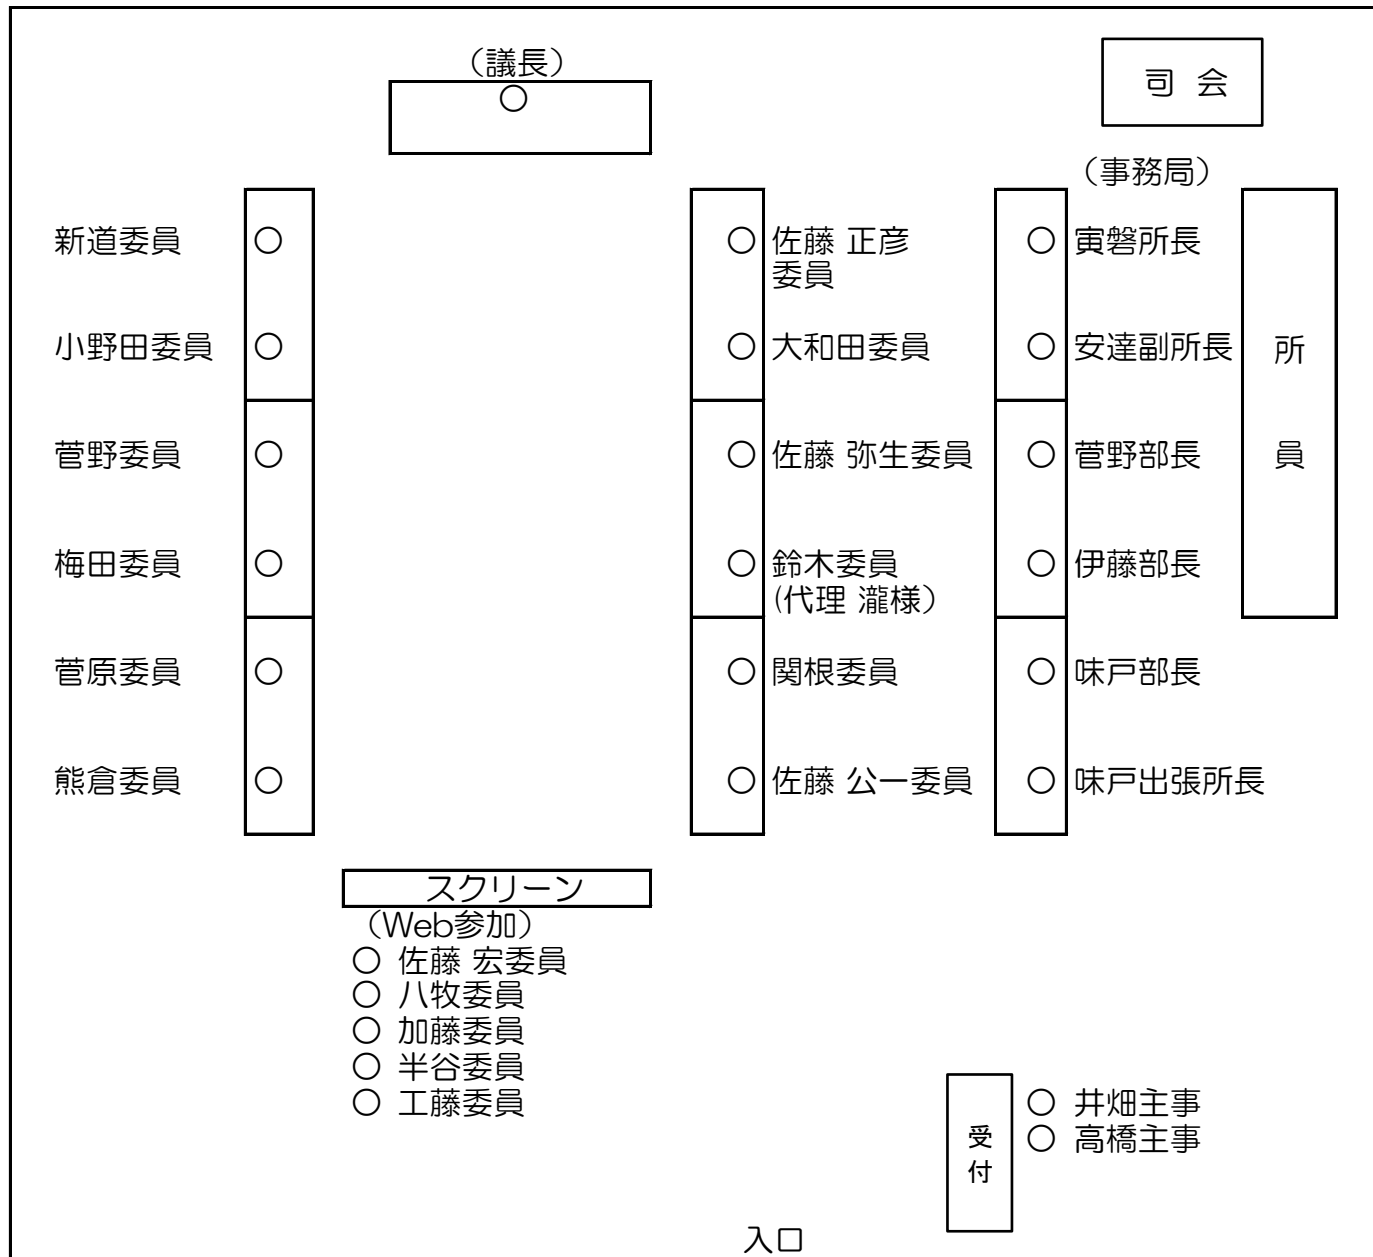 （議長）
○
司 会
（事務局）
新道委員 ○
○ 佐藤 正彦
委員
○ 寅磐所長
小野田委員 ○
○ 大和田委員
○ 安達副所長
所
員
菅野委員 ○
○ 佐藤 弥生委員
○ 菅野部長
梅田委員 ○
○ 鈴木委員
(代理 瀧様）
○ 伊藤部長
菅原委員 ○
○ 関根委員
○ 味戸部長
熊倉委員 ○
○ 佐藤 公一委員
○ 味戸出張所長
スクリーン
（Web参加）
○ 佐藤 宏委員
○ 八牧委員
○ 加藤委員
○ 半谷委員
○ 工藤委員
受
付
○ 井畑主事
○ 高橋主事
入口